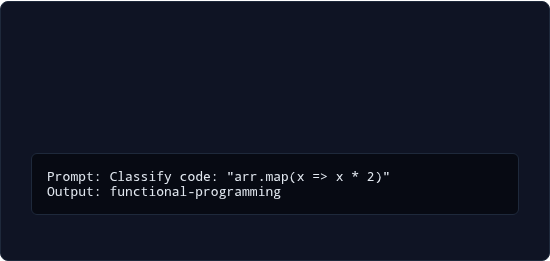 Prompt: Classify code: "arr.map(x => x * 2)"
Output: functional-programming